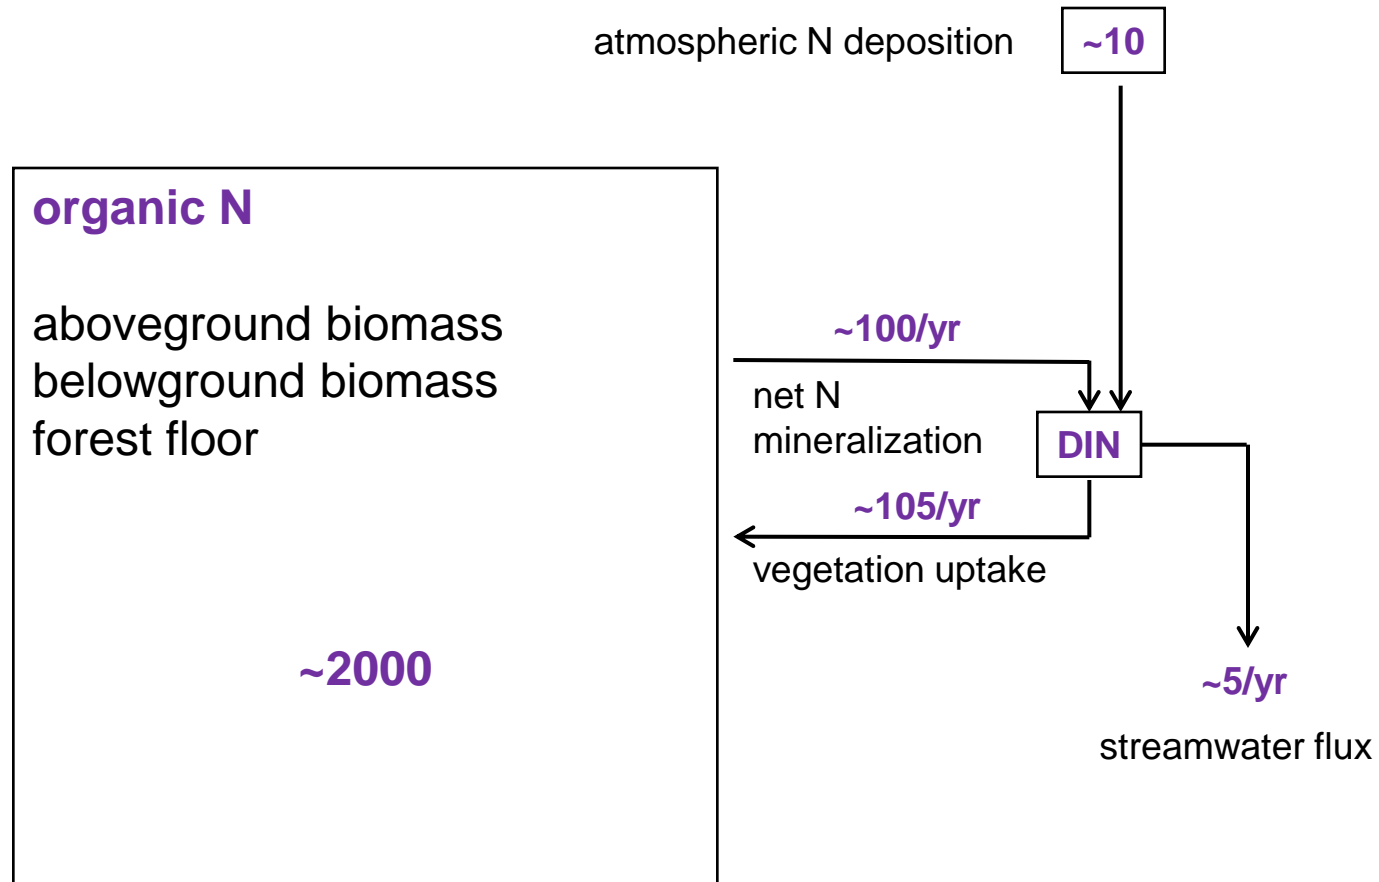 atmospheric N deposition ~10
organic N
aboveground biomass
belowground biomass
forest floor
~2000
~100/yr
net N
mineralization
DIN
~105/yr
vegetation uptake
~5/yr
streamwater flux